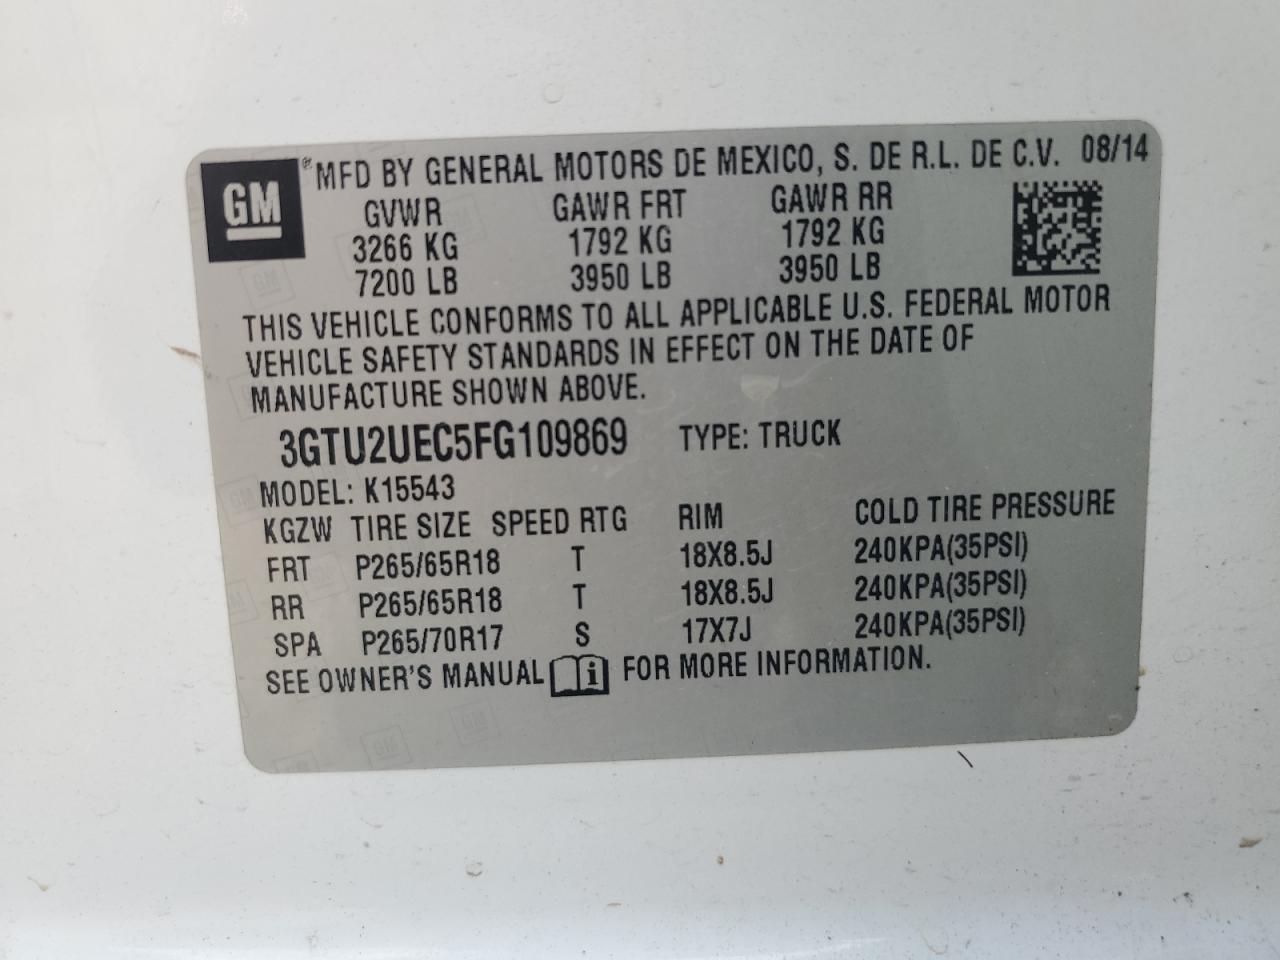 GM ® MFD BY GENERAL MOTORS DE MEXICO, S. DE R.L. DE C.V. 08/14
GVWR GAWR FRT GAWR RR
3266 KG 1792 KG 1792 KG
7200 LB 3950 LB 3950 LB
THIS VEHICLE CONFORMS TO ALL APPLICABLE U.S. FEDERAL MOTOR
VEHICLE SAFETY STANDARDS IN EFFECT ON THE DATE OF
MANUFACTURE SHOWN ABOVE.
3GTU2UEC5FG109869 TYPE: TRUCK
MODEL: K15543
KGZW TIRE SIZE SPEED RTG RIM COLD TIRE PRESSURE
FRT P265/65R18 T 18X8.5J 240KPA(35PSI)
RR P265/65R18 T 18X8.5J 240KPA(35PSI)
SPA P265/70R17 S 17X7J 240KPA(35PSI)
SEE OWNER'S MANUAL i FOR MORE INFORMATION.